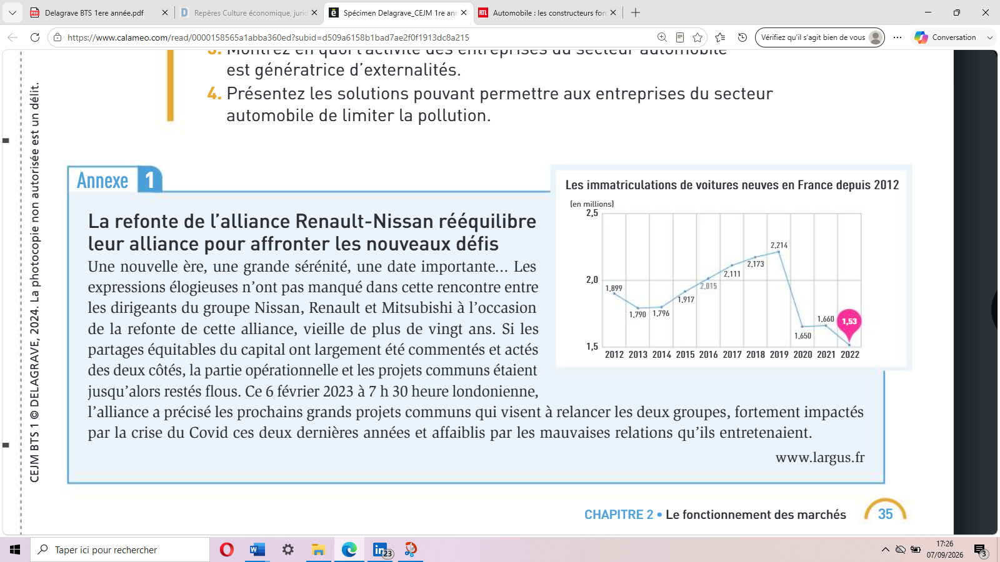 Delagrave BTS 1ere année.pdf
Repères Culture économique, jurid
Spécimen Delagrave_CEJM 1re ann
Automobile : les constructeurs forc
https://www.calameo.com/read/0000158565a1abba360ed?subid=d509a6158b1bad7ae2f0f1913dc8a215
Vérifiez qu'il s'agit bien de vous
Conversation
3. Montrez en quoi l'activité des entreprises du secteur automobile
est génératrice d'externalités.
4. Présentez les solutions pouvant permettre aux entreprises du secteur
automobile de limiter la pollution.
CEJM BTS 1 © DELAGRAVE, 2024. La photocopie non autorisée est un délit.
Annexe 1
La refonte de l'alliance Renault-Nissan rééquilibre
leur alliance pour affronter les nouveaux défis
Une nouvelle ère, une grande sérénité, une date importante... Les
expressions élogieuses n'ont pas manqué dans cette rencontre entre
les dirigeants du groupe Nissan, Renault et Mitsubishi à l'occasion
de la refonte de cette alliance, vieille de plus de vingt ans. Si les
partages équitables du capital ont largement été commentés et actés
des deux côtés, la partie opérationnelle et les projets communs étaient
jusqu'alors restés flous. Ce 6 février 2023 à 7 h 30 heure londonienne,
l'alliance a précisé les prochains grands projets communs qui visent à relancer les deux groupes, fortement impactés
par la crise du Covid ces deux dernières années et affaiblis par les mauvaises relations qu'ils entretenaient.
www.largus.fr
Les immatriculations de voitures neuves en France depuis 2012
(en millions)
2,5
2,0
1,5
1.899
1.790
1.796
1.917
2,015
2.111
2.173
2,214
1.650
1,660
1,53
2012 2013 2014 2015 2016 2017 2018 2019 2020 2021 2022
CHAPITRE 2 • Le fonctionnement des marchés
35
Taper ici pour rechercher
23
17:26
07/09/2026
3